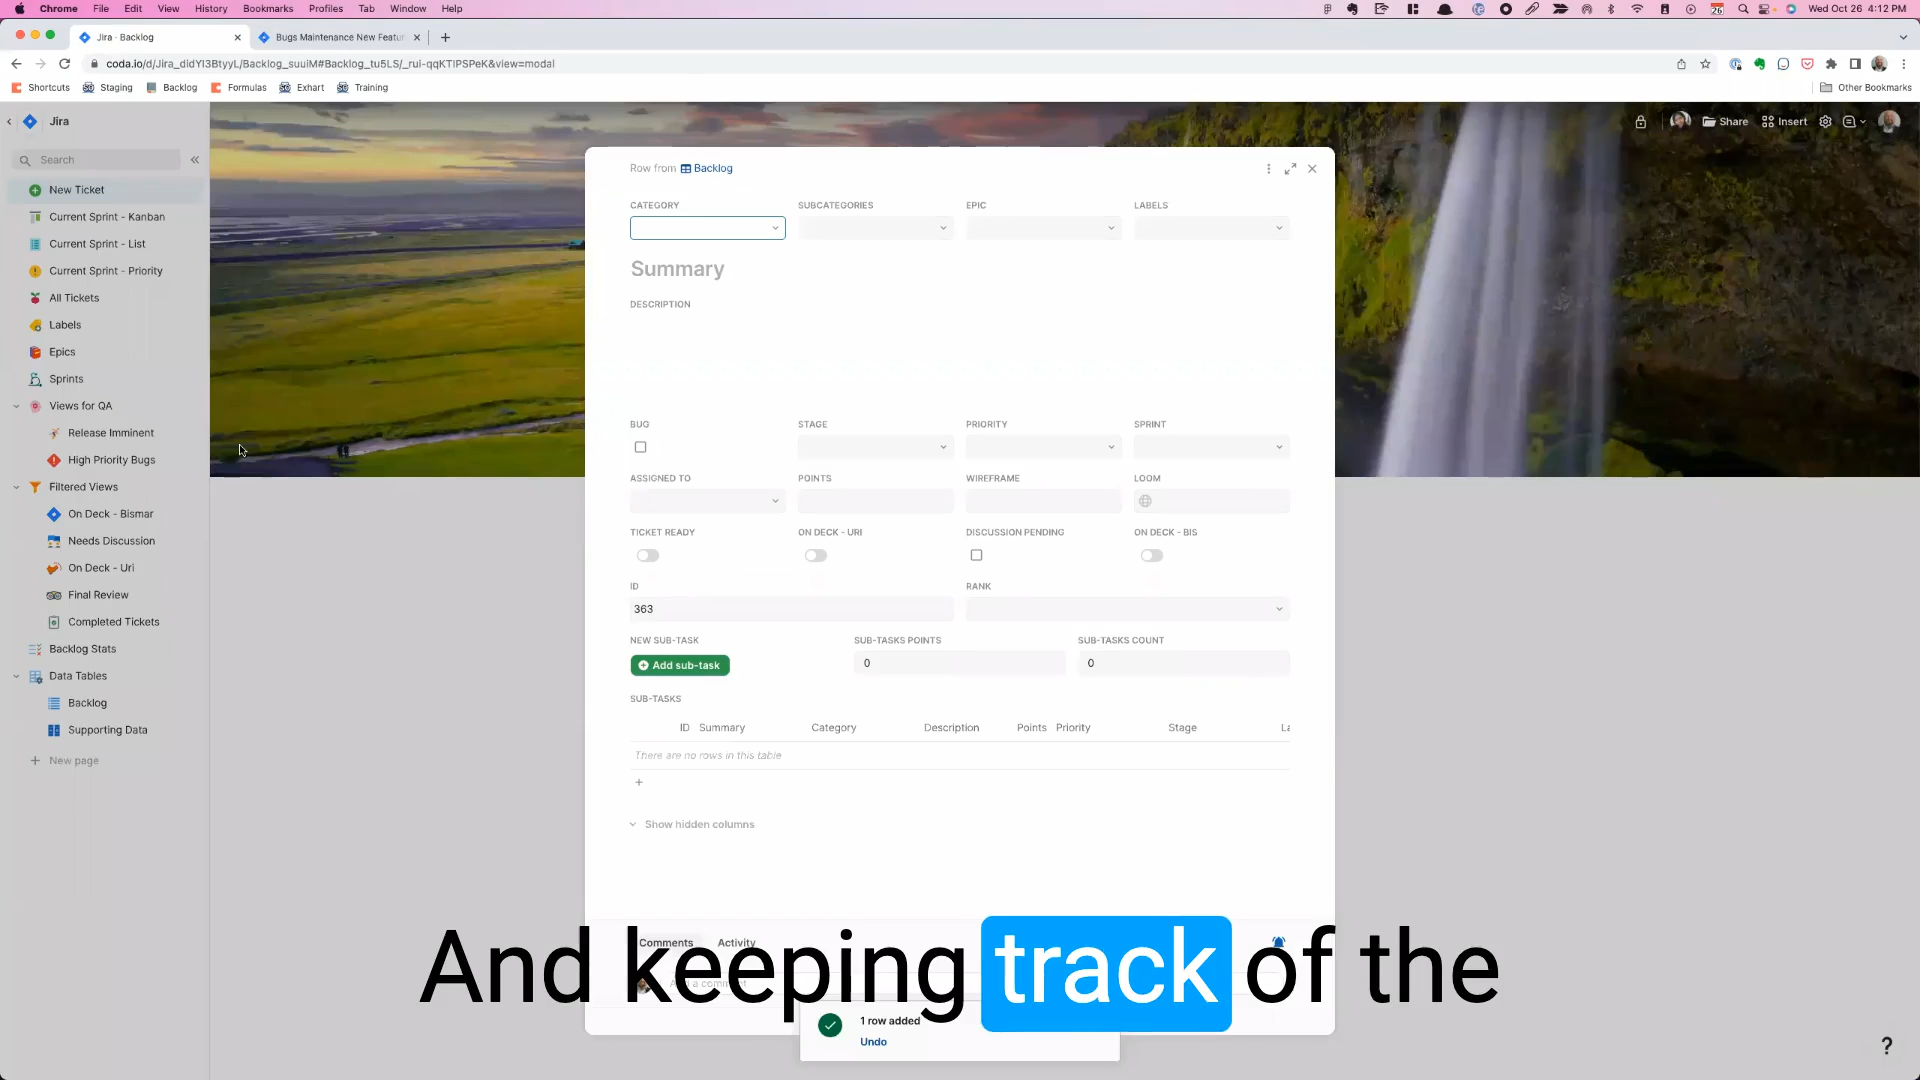 Chrome File Edit View History Bookmarks Profiles Tab Window Help
26
Wed Oct 26 4:12 PM
Jira - Backlog
Bugs Maintenance New Featur
coda.io/d/Jira_didYI3BtyyL/Backlog_suuiM#Backlog_tu5LS/_rui-qqKTIPSPeK&view=modal
Shortcuts Staging Backlog Formulas Exhart Training
Other Bookmarks
Jira
Share Insert
Search
New Ticket
Current Sprint - Kanban
Current Sprint - List
Current Sprint - Priority
All Tickets
Labels
Epics
Sprints
Views for QA
Release Imminent
High Priority Bugs
Filtered Views
On Deck - Bismar
Needs Discussion
On Deck - Uri
Final Review
Completed Tickets
Backlog Stats
Data Tables
Backlog
Supporting Data
New page
Row from Backlog
CATEGORY SUBCATEGORIES EPIC LABELS
Summary
DESCRIPTION
BUG STAGE PRIORITY SPRINT
ASSIGNED TO POINTS WIREFRAME LOOM
TICKET READY ON DECK - URI DISCUSSION PENDING ON DECK - BIS
ID RANK
363
NEW SUB-TASK SUB-TASKS POINTS SUB-TASKS COUNT
Add sub-task 0 0
SUB-TASKS
ID Summary Category Description Points Priority Stage La
There are no rows in this table
Show hidden columns
Comments Activity
And keeping track of the
Add a comment
1 row added
Undo
?